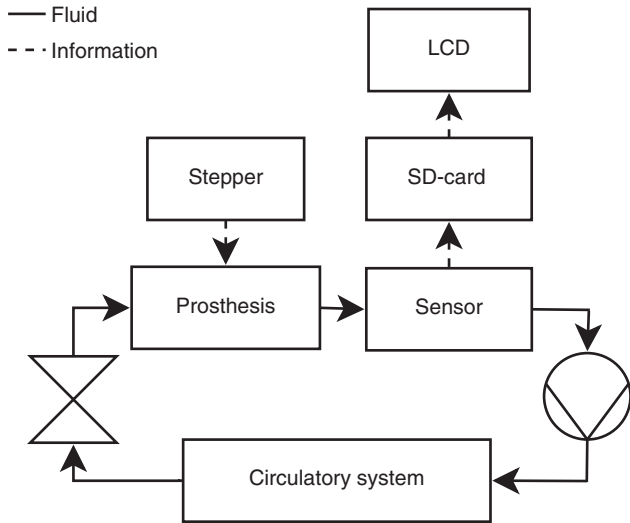 Fluid
Information
LCD
Stepper
SD-card
Prosthesis
Sensor
Circulatory system